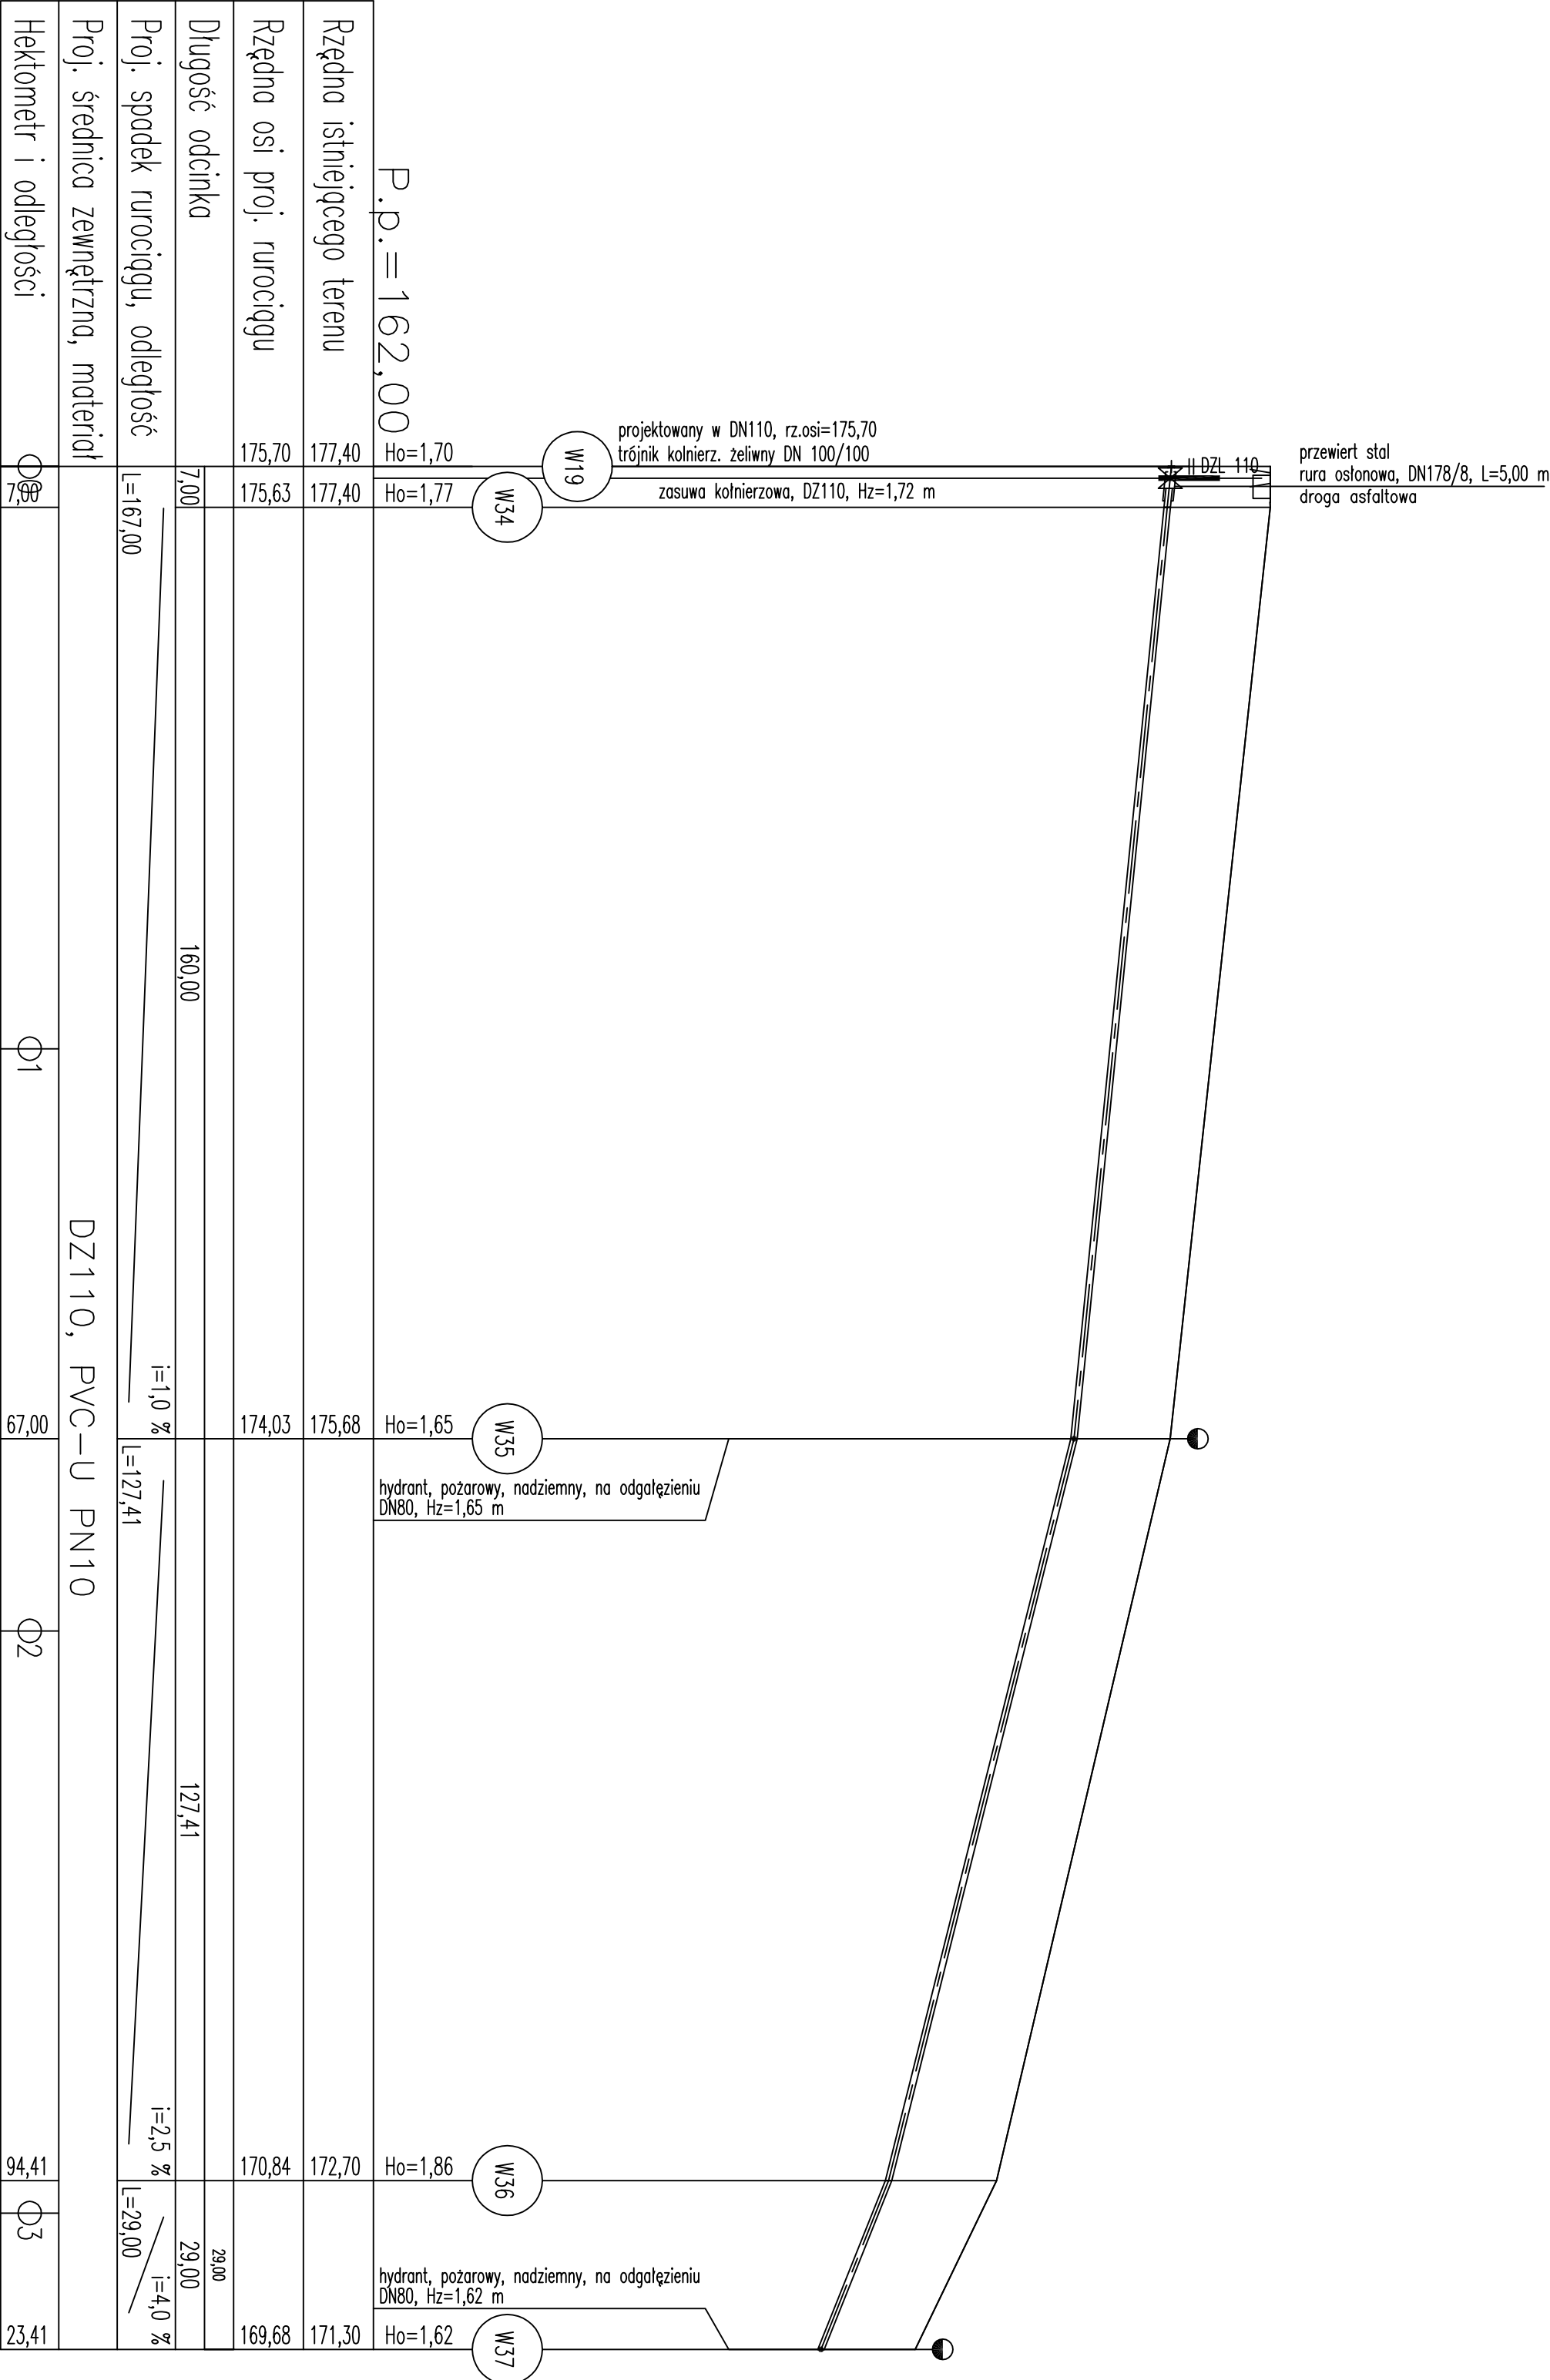 przewiert stal
rura osłonowa, DN178/8, L=5,00 m
droga asfaltowa
II DZL 110
projektowany w DN110, rz.osi=175,70
trójnik kolnierz. żeliwny DN 100/100
zasuwa kołnierzowa, DZ110, Hz=1,72 m
W19
W34
W35
W36
W37
hydrant, pożarowy, nadziemny, na odgałęzieniu
DN80, Hz=1,65 m
hydrant, pożarowy, nadziemny, na odgałęzieniu
DN80, Hz=1,62 m
P.p.=162,00
Ho=1,70
Ho=1,77
Ho=1,65
Ho=1,86
Ho=1,62
Rzędna istniejącego terenu
177,40
177,40
175,68
172,70
171,30
Rzędna osi proj. rurociągu
175,70
175,63
174,03
170,84
169,68
Długość odcinka
29,00
7,00
160,00
127,41
29,00
Proj. spadek rurociągu, odległość
i=1,0 %
i=2,5 %
i=4,0 %
L=167,00
L=127,41
L=29,00
Proj. średnica zewnętrzna, materiał
DZ110, PVC-U PN10
Hektometr i odległości
0
7,00
1
67,00
2
94,41
3
23,41